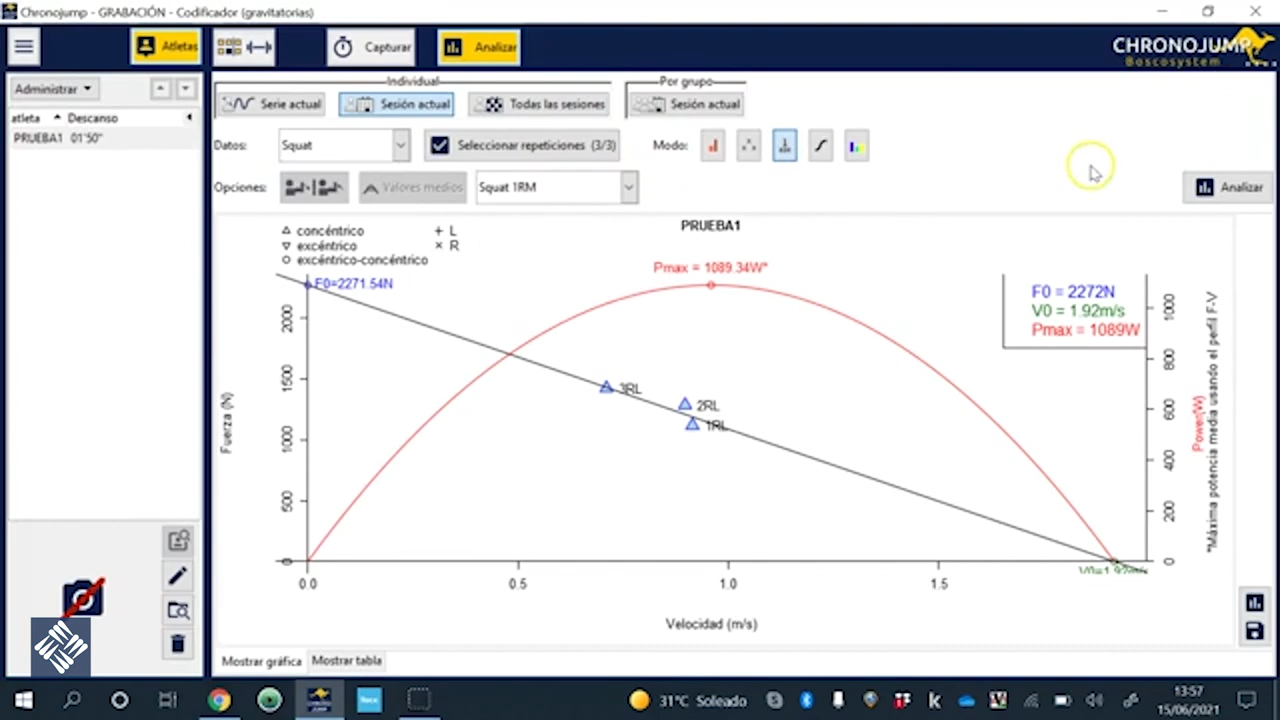 Chronojump - GRABACIÓN - Codificador (gravitatorias)
Atletas
Capturar
Analizar
CHRONOJUMP
Boscosystem
Administrar
atleta Descanso
PRUEBA1 01'50"
Individual
Por grupo
Serie actual
Sesión actual
Todas las sesiones
Sesión actual
Datos:
Squat
Seleccionar repeticiones (3/3)
Modo:
Opciones:
Valores medios
Squat 1RM
Analizar
PRUEBA1
concéntrico
excéntrico
excéntrico-concéntrico
+ L
× R
F0=2271.54N
Pmax = 1089.34W*
F0 = 2272N
V0 = 1.92m/s
Pmax = 1089W
3RL
2RL
1RL
V0=1.92m/s
Fuerza (N)
0
500
1000
1500
2000
0.0
0.5
1.0
1.5
Velocidad (m/s)
0
200
400
600
800
1000
Power(W)
*Máxima potencia media usando el perfil F-V
Mostrar gráfica
Mostrar tabla
31°C Soleado
13:57
15/06/2021